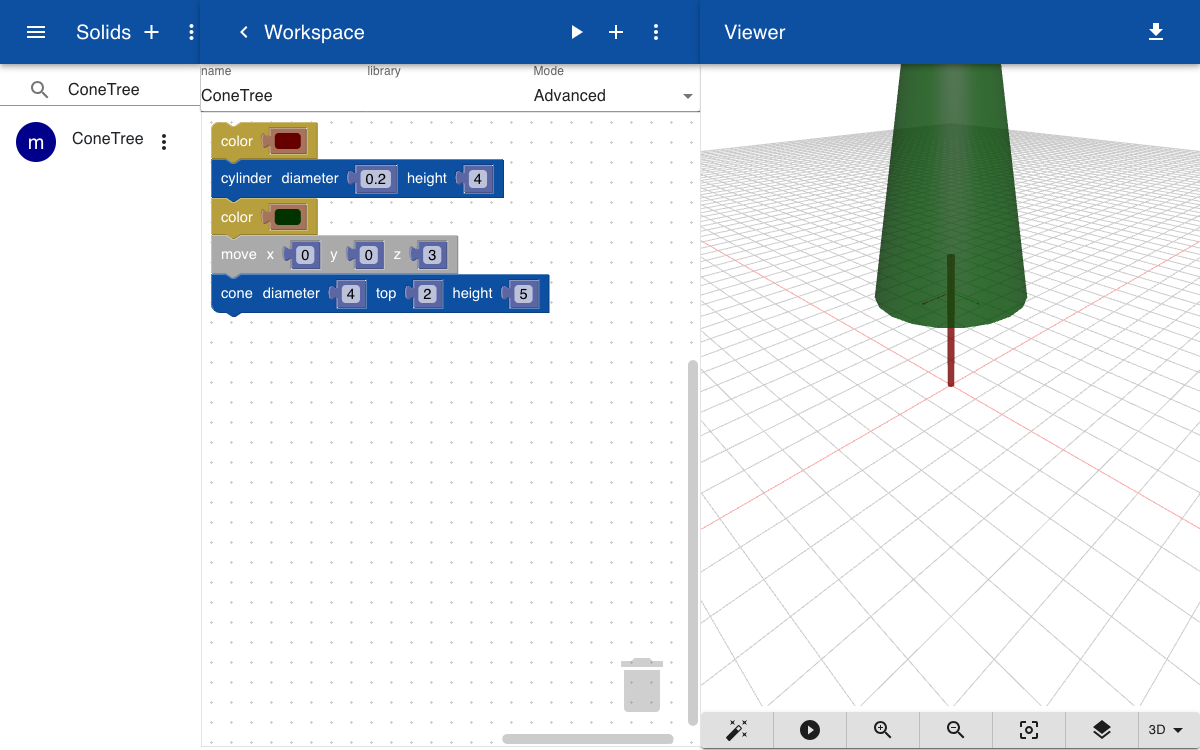 Solids
Workspace
Viewer
name
library
Mode
ConeTree
ConeTree
Advanced
m
ConeTree
color
cylinder diameter 0.2 height 4
color
move x 0 y 0 z 3
cone diameter 4 top 2 height 5
3D